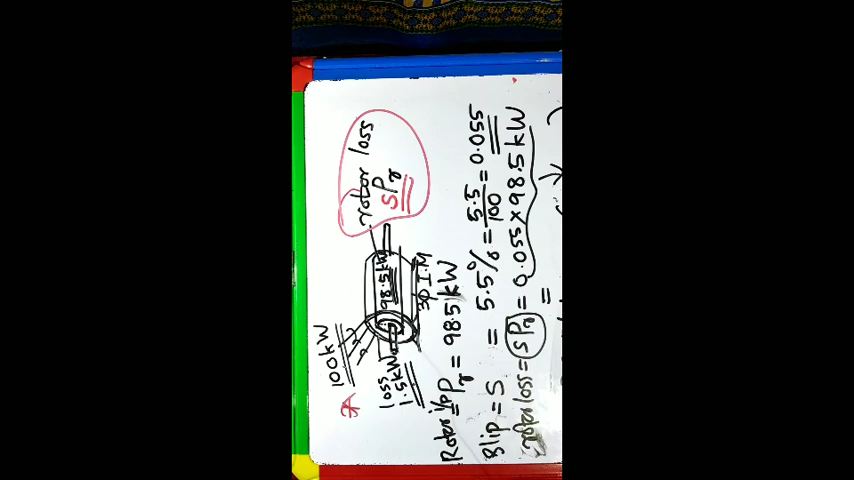 100kW
loss
1.5kW
98.5kW
3φ I.M
rotor loss
SPr
Rotor i/p Pr = 98.5 kW
Slip = S = 5.5% = 5.5/100 = 0.055
rotor loss = SPr = 0.055 × 98.5 kW
=